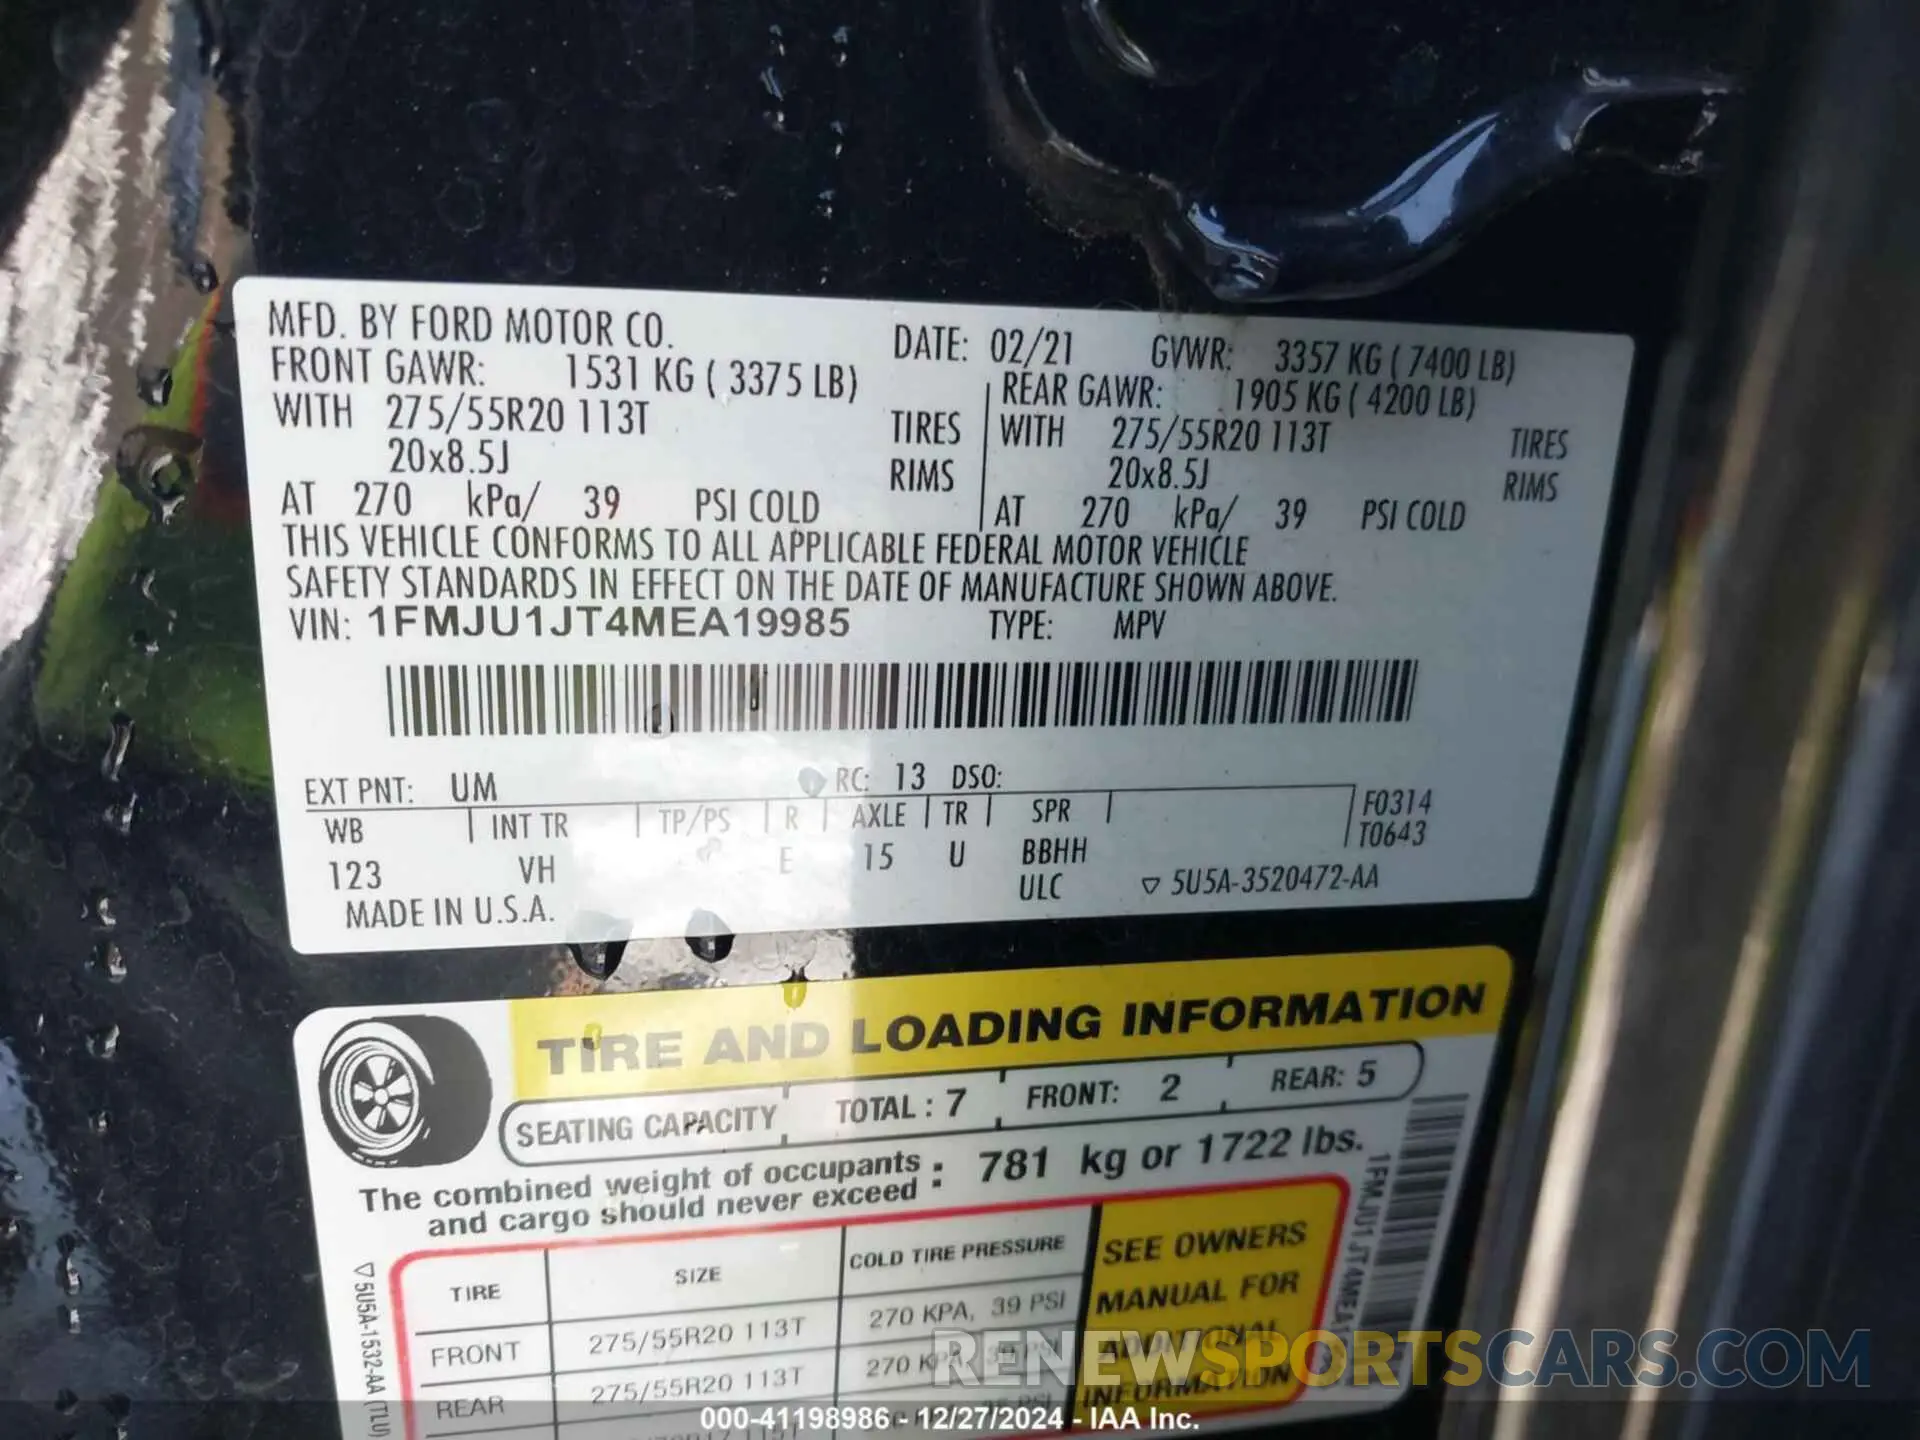 MFD. BY FORD MOTOR CO. DATE: 02/21 GVWR: 3357 KG ( 7400 LB)
FRONT GAWR: 1531 KG ( 3375 LB) REAR GAWR: 1905 KG ( 4200 LB)
WITH 275/55R20 113T TIRES WITH 275/55R20 113T TIRES
20x8.5J RIMS 20x8.5J RIMS
AT 270 kPa/ 39 PSI COLD AT 270 kPa/ 39 PSI COLD
THIS VEHICLE CONFORMS TO ALL APPLICABLE FEDERAL MOTOR VEHICLE
SAFETY STANDARDS IN EFFECT ON THE DATE OF MANUFACTURE SHOWN ABOVE.
VIN: 1FMJU1JT4MEA19985 TYPE: MPV
EXT PNT: UM RC: 13 DSO:
WB INT TR TP/PS R AXLE TR SPR F0314
T0643
123 VH E 15 U BBHH
ULC ▽ 5U5A-3520472-AA
MADE IN U.S.A.
TIRE AND LOADING INFORMATION
SEATING CAPACITY TOTAL : 7 FRONT: 2 REAR: 5
The combined weight of occupants
and cargo should never exceed : 781 kg or 1722 lbs.
TIRE SIZE COLD TIRE PRESSURE
FRONT 275/55R20 113T 270 KPA, 39 PSI
REAR 275/55R20 113T 270 KPA, 39 PSI
SEE OWNERS
MANUAL FOR
ADDITIONAL
INFORMATION
▽5U5A-1532-AA (TLU)
1FMJU1JT4MEA
RENEWSPORTSCARS.COM
000-41198986 - 12/27/2024 - IAA Inc.